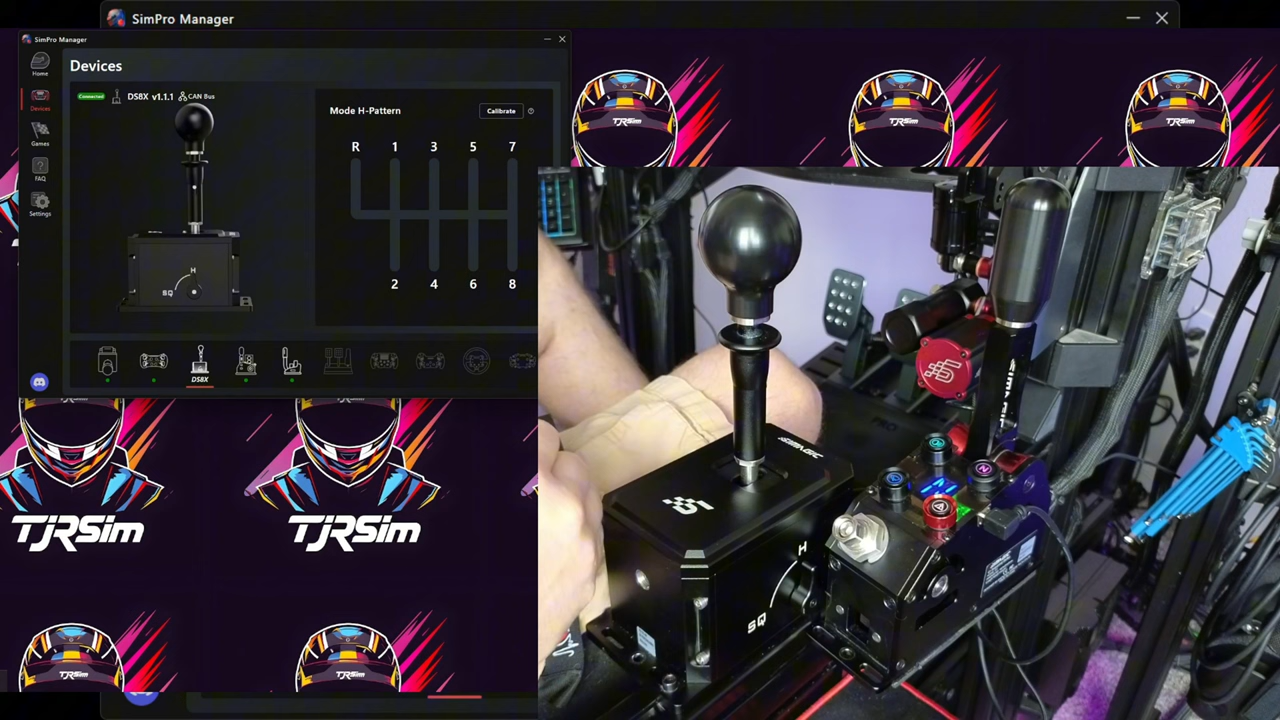 SimPro Manager
SimPro Manager
Home
Devices
Games
FAQ
Settings
Devices
Connected
DS8X v1.1.1
CAN Bus
Mode H-Pattern
Calibrate
R 1 3 5 7
2 4 6 8
H
SQ
DS8X
TJRSim
TJRSim
TJRSim
TJRSim
TJRSim
TJRSim
TJRSim
SIMAGIC
H
SQ
N